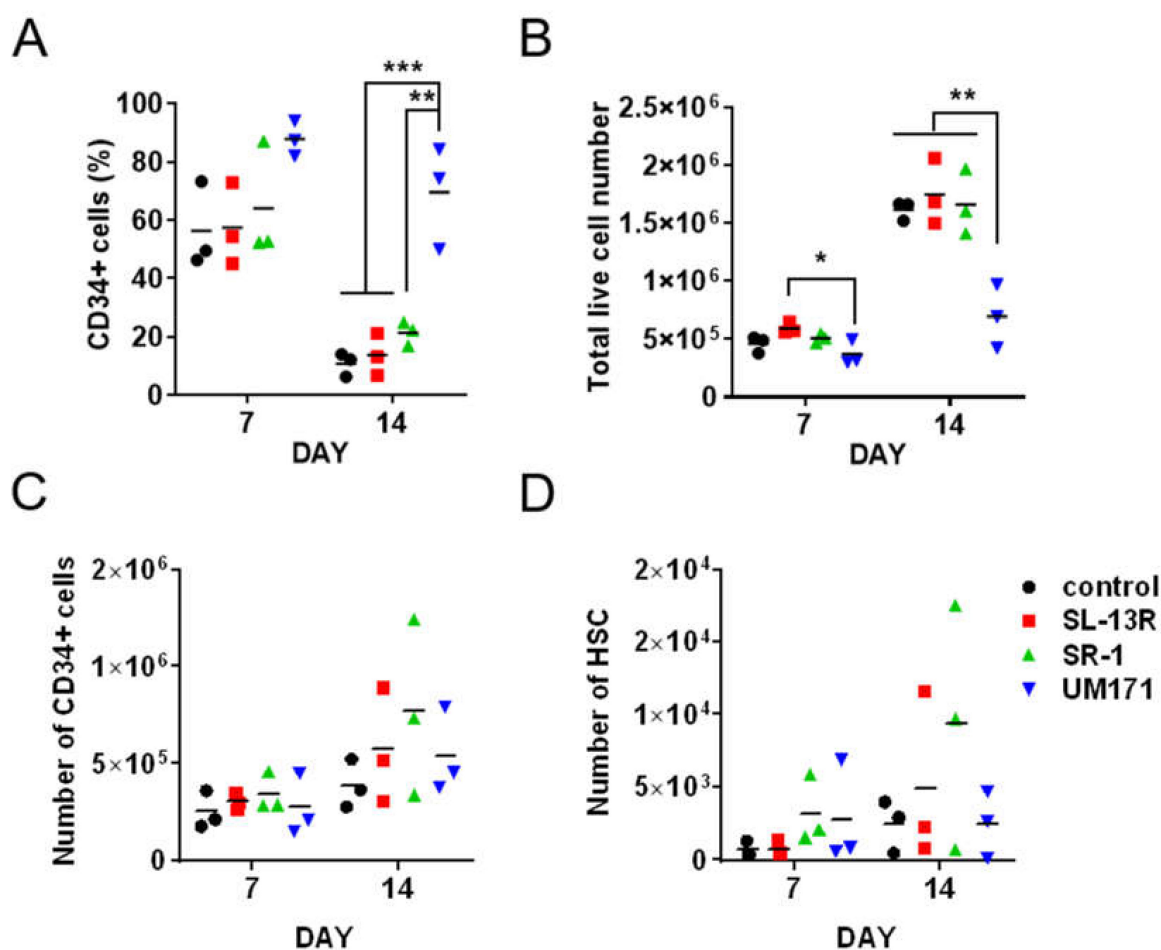 A
CD34+ cells (%)
100
80
60
40
20
0
***
**
7
14
DAY
B
Total live cell number
2.5×10⁶
2×10⁶
1.5×10⁶
1×10⁶
5×10⁵
0
*
**
7
14
DAY
C
Number of CD34+ cells
2×10⁶
1×10⁶
5×10⁵
0
7
14
DAY
D
Number of HSC
2×10⁴
2×10⁴
1×10⁴
5×10³
0
7
14
DAY
control
SL-13R
SR-1
UM171